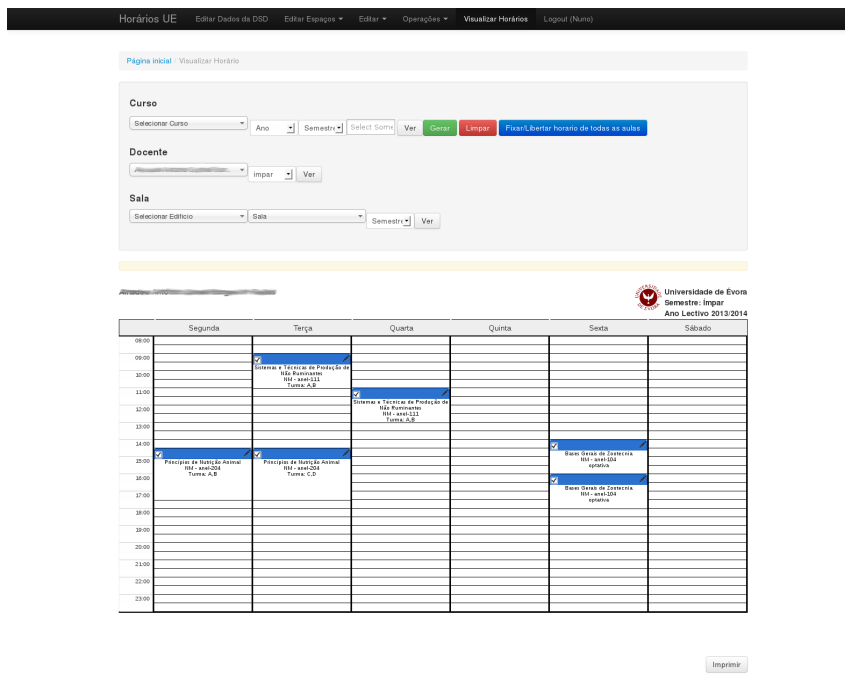 Horários UE Editar Dados da DSD Editar Espaços Editar Operações Visualizar Horários Logout (Nuno)
Página inicial / Visualizar Horário
Curso
Selecionar Curso Ano Semestre Select Some Ver Gerar Limpar Fixar/Libertar horario de todas as aulas
Docente
impar Ver
Sala
Selecionar Edificio Sala Semestre Ver
Universidade de Évora
Semestre: Ímpar
Ano Lectivo 2013/2014
Segunda Terça Quarta Quinta Sexta Sábado
08:00
09:00
Sistemas e Técnicas de Produção de
Não Ruminantes
NM - anel-111
Turma: A,B
10:00
11:00
Sistemas e Técnicas de Produção de
Não Ruminantes
NM - anel-111
Turma: A,B
12:00
13:00
14:00
Princípios de Nutrição Animal
NM - anel-204
Turma: A,B
Princípios de Nutrição Animal
NM - anel-204
Turma: C,D
Bases Gerais de Zootecnia
NM - anel-104
optativa
15:00
16:00
Bases Gerais de Zootecnia
NM - anel-104
optativa
17:00
18:00
19:00
20:00
21:00
22:00
23:00
Imprimir